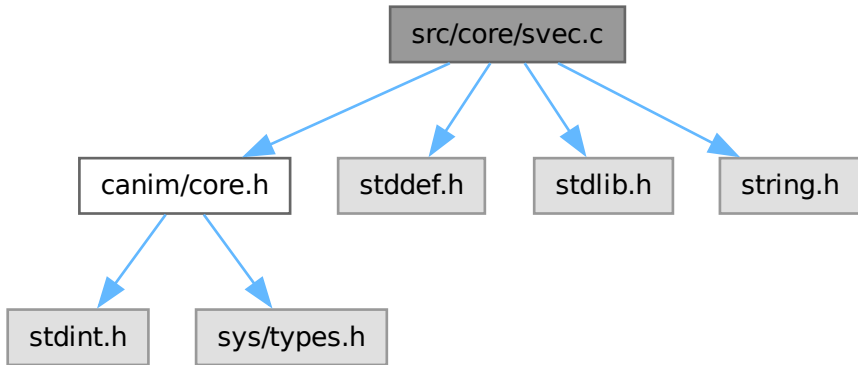 src/core/svec.c
canim/core.h
stddef.h
stdlib.h
string.h
stdint.h
sys/types.h